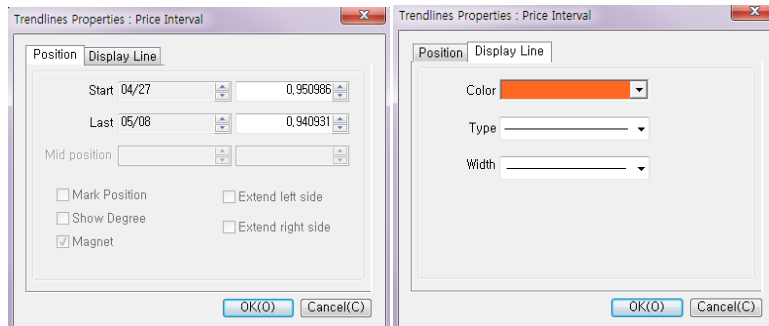 Trendlines Properties : Price Interval
Position
Display Line
Start 04/27 0,950986
Last 05/08 0,940931
Mid position
Mark Position
Extend left side
Show Degree
Extend right side
Magnet
OK(O) Cancel(C)
Trendlines Properties : Price Interval
Position
Display Line
Color
Type
Width
OK(O) Cancel(C)